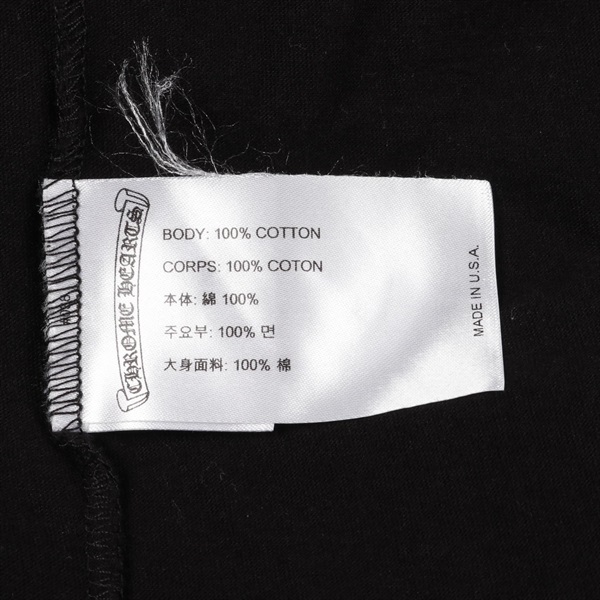 CHROME HEARTS
BODY: 100% COTTON
CORPS: 100% COTON
本体: 綿 100%
주요부: 100% 면
大身面料: 100% 棉
MADE IN U.S.A.